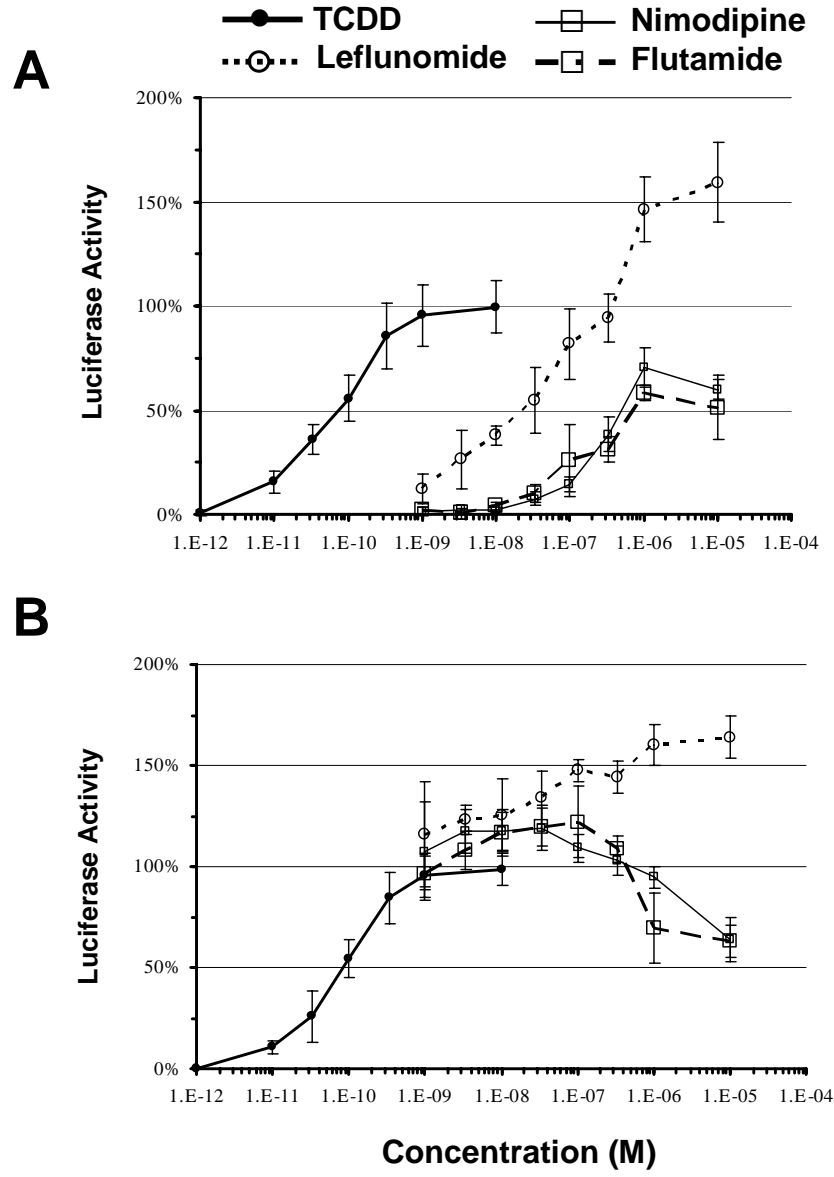 TCDD Nimodipine
Leflunomide Flutamide
A
200%
150%
100%
50%
0%
Luciferase Activity
1.E-12 1.E-11 1.E-10 1.E-09 1.E-08 1.E-07 1.E-06 1.E-05 1.E-04
B
200%
150%
100%
50%
0%
Luciferase Activity
1.E-12 1.E-11 1.E-10 1.E-09 1.E-08 1.E-07 1.E-06 1.E-05 1.E-04
Concentration (M)